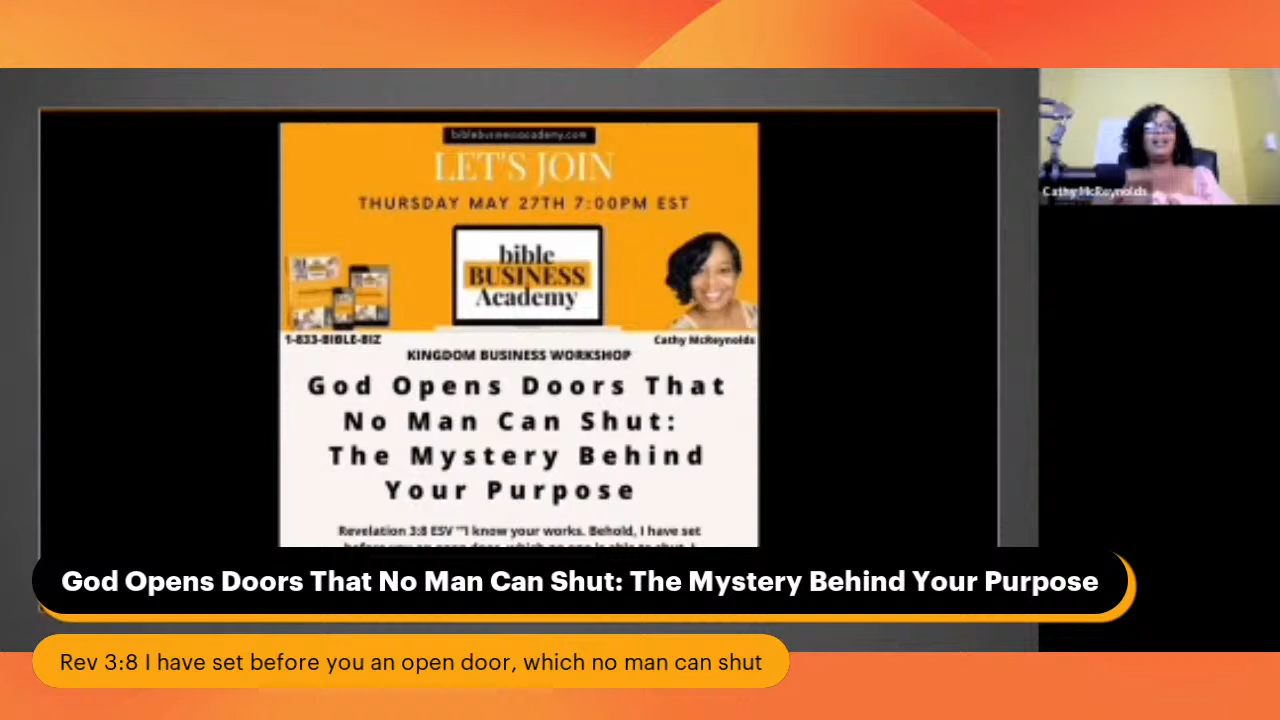 biblebusinessacademy.com
LET'S JOIN
THURSDAY MAY 27TH 7:00PM EST
bible
BUSINESS
Academy
1-833-BIBLE-BIZ
Cathy McReynolds
KINGDOM BUSINESS WORKSHOP
God Opens Doors That
No Man Can Shut:
The Mystery Behind
Your Purpose
Revelation 3:8 ESV "I know your works. Behold, I have set
Cathy McReynolds
God Opens Doors That No Man Can Shut: The Mystery Behind Your Purpose
Rev 3:8 I have set before you an open door, which no man can shut